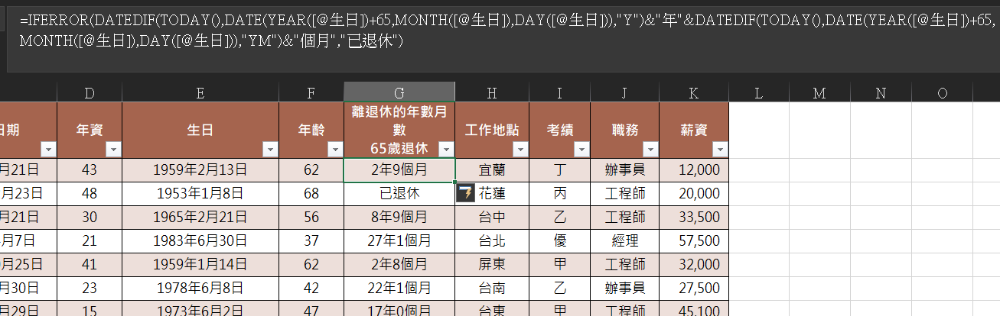 =IFERROR(DATEDIF(TODAY(),DATE(YEAR([@生日])+65,MONTH([@生日]),DAY([@生日])),"Y")&"年"&DATEDIF(TODAY(),DATE(YEAR([@生日])+65,
MONTH([@生日]),DAY([@生日])),"YM")&"個月","已退休")
D E F G H I J K L M N O
日期 年資 生日 年齡 離退休的年數月
數
65歲退休 工作地點 考績 職務 薪資
月21日 43 1959年2月13日 62 2年9個月 宜蘭 丁 辦事員 12,000
月23日 48 1953年1月8日 68 已退休 花蓮 丙 工程師 20,000
月21日 30 1965年2月21日 56 8年9個月 台中 乙 工程師 33,500
月7日 21 1983年6月30日 37 27年1個月 台北 優 經理 57,500
月25日 41 1959年1月14日 62 2年8個月 屏東 甲 工程師 32,000
月30日 23 1978年6月8日 42 22年1個月 台南 乙 辦事員 27,500
月29日 15 1973年6月2日 47 17年0個月 台東 甲 工程師 45,100